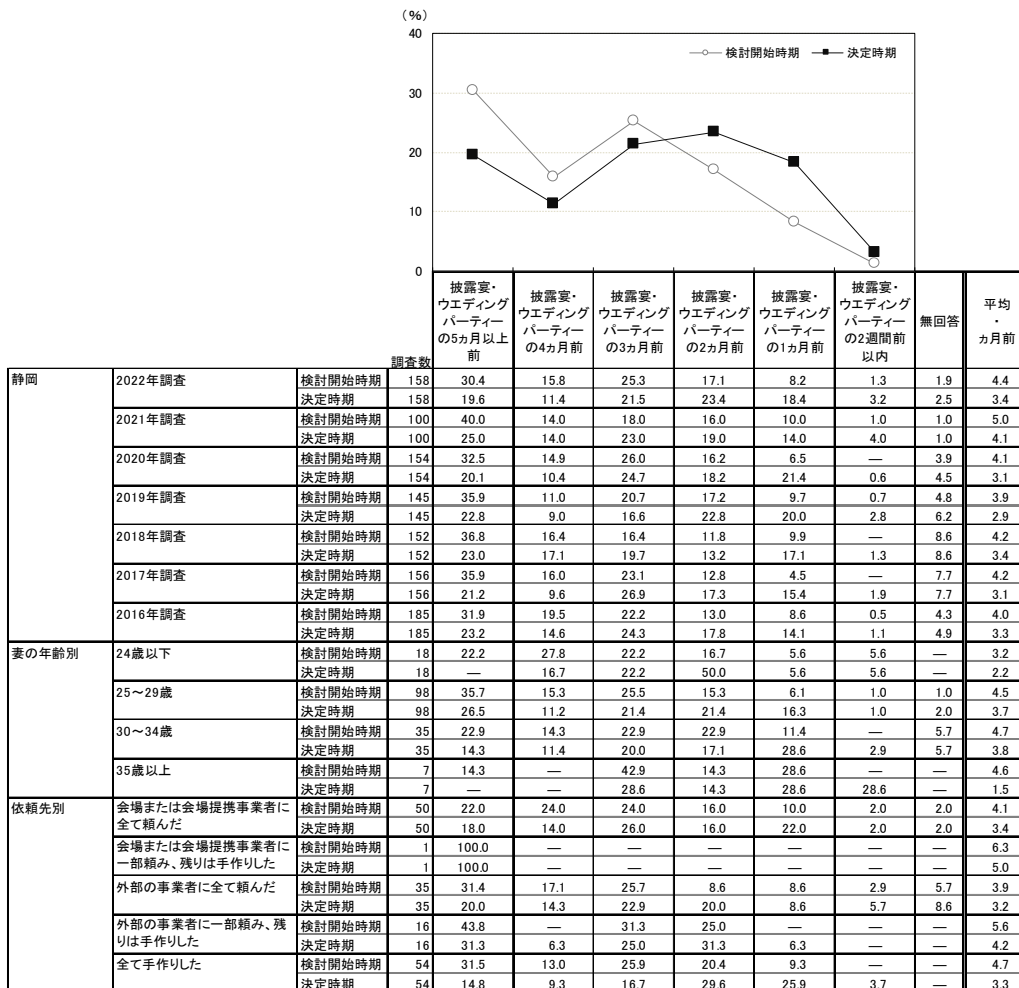 (%)
40
30
20
10
0
検討開始時期 決定時期
調査数 披露宴・ウエディングパーティーの5ヵ月以上前 披露宴・ウエディングパーティーの4ヵ月前 披露宴・ウエディングパーティーの3ヵ月前 披露宴・ウエディングパーティーの2ヵ月前 披露宴・ウエディングパーティーの1ヵ月前 披露宴・ウエディングパーティーの2週間前以内 無回答 平均・ヵ月前
静岡 2022年調査 検討開始時期 158 30.4 15.8 25.3 17.1 8.2 1.3 1.9 4.4
決定時期 158 19.6 11.4 21.5 23.4 18.4 3.2 2.5 3.4
2021年調査 検討開始時期 100 40.0 14.0 18.0 16.0 10.0 1.0 1.0 5.0
決定時期 100 25.0 14.0 23.0 19.0 14.0 4.0 1.0 4.1
2020年調査 検討開始時期 154 32.5 14.9 26.0 16.2 6.5 — 3.9 4.1
決定時期 154 20.1 10.4 24.7 18.2 21.4 0.6 4.5 3.1
2019年調査 検討開始時期 145 35.9 11.0 20.7 17.2 9.7 0.7 4.8 3.9
決定時期 145 22.8 9.0 16.6 22.8 20.0 2.8 6.2 2.9
2018年調査 検討開始時期 152 36.8 16.4 16.4 11.8 9.9 — 8.6 4.2
決定時期 152 23.0 17.1 19.7 13.2 17.1 1.3 8.6 3.4
2017年調査 検討開始時期 156 35.9 16.0 23.1 12.8 4.5 — 7.7 4.2
決定時期 156 21.2 9.6 26.9 17.3 15.4 1.9 7.7 3.1
2016年調査 検討開始時期 185 31.9 19.5 22.2 13.0 8.6 0.5 4.3 4.0
決定時期 185 23.2 14.6 24.3 17.8 14.1 1.1 4.9 3.3
妻の年齢別 24歳以下 検討開始時期 18 22.2 27.8 22.2 16.7 5.6 5.6 — 3.2
決定時期 18 — 16.7 22.2 50.0 5.6 5.6 — 2.2
25～29歳 検討開始時期 98 35.7 15.3 25.5 15.3 6.1 1.0 1.0 4.5
決定時期 98 26.5 11.2 21.4 21.4 16.3 1.0 2.0 3.7
30～34歳 検討開始時期 35 22.9 14.3 22.9 22.9 11.4 — 5.7 4.7
決定時期 35 14.3 11.4 20.0 17.1 28.6 2.9 5.7 3.8
35歳以上 検討開始時期 7 14.3 — 42.9 14.3 28.6 — — 4.6
決定時期 7 — — 28.6 14.3 28.6 28.6 — 1.5
依頼先別 会場または会場提携事業者に全て頼んだ 検討開始時期 50 22.0 24.0 24.0 16.0 10.0 2.0 2.0 4.1
決定時期 50 18.0 14.0 26.0 16.0 22.0 2.0 2.0 3.4
会場または会場提携事業者に一部頼み、残りは手作りした 検討開始時期 1 100.0 — — — — — — 6.3
決定時期 1 100.0 — — — — — — 5.0
外部の事業者に全て頼んだ 検討開始時期 35 31.4 17.1 25.7 8.6 8.6 2.9 5.7 3.9
決定時期 35 20.0 14.3 22.9 20.0 8.6 5.7 8.6 3.2
外部の事業者に一部頼み、残りは手作りした 検討開始時期 16 43.8 — 31.3 25.0 — — — 5.6
決定時期 16 31.3 6.3 25.0 31.3 6.3 — — 4.2
全て手作りした 検討開始時期 54 31.5 13.0 25.9 20.4 9.3 — — 4.7
決定時期 54 14.8 9.3 16.7 29.6 25.9 3.7 — 3.3